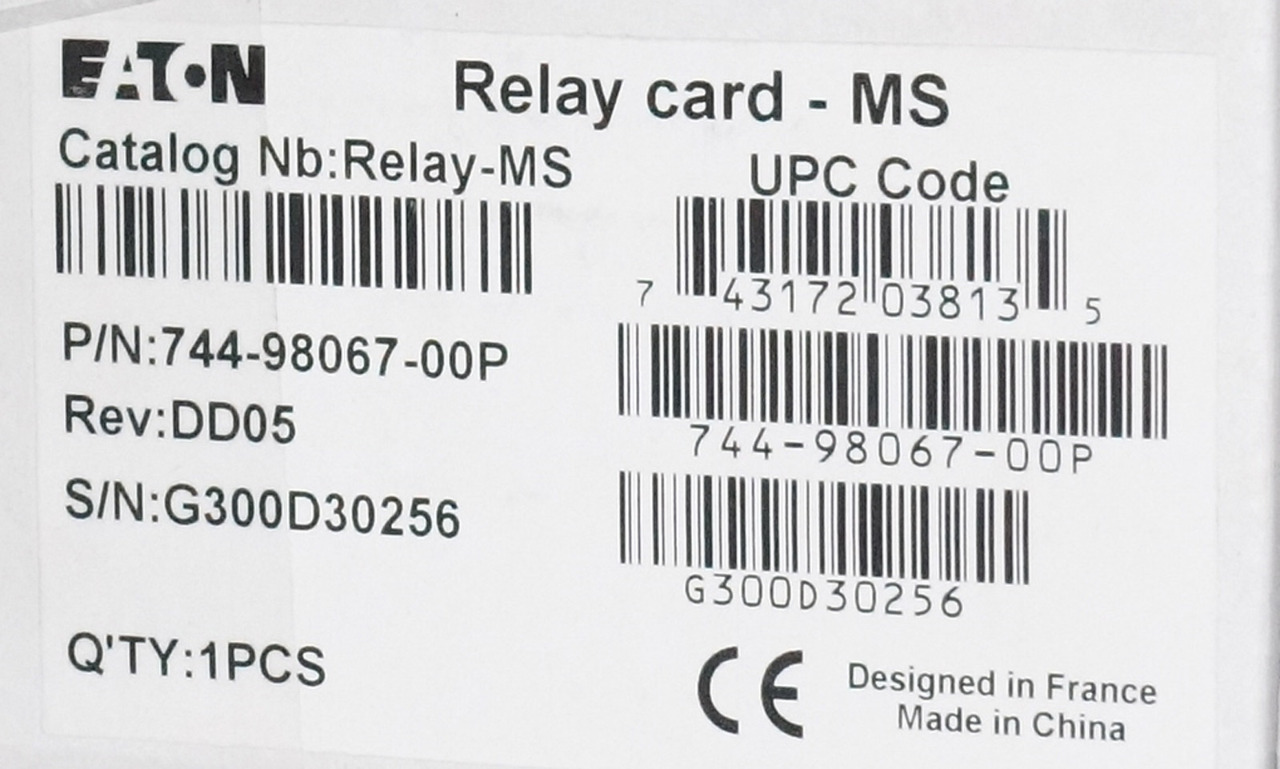 EATON
Relay card - MS
Catalog Nb:Relay-MS
UPC Code
7 43172 03813 5
P/N:744-98067-00P
744-98067-00P
Rev:DD05
S/N:G300D30256
G300D30256
Q'TY:1PCS
CE
Designed in France
Made in China